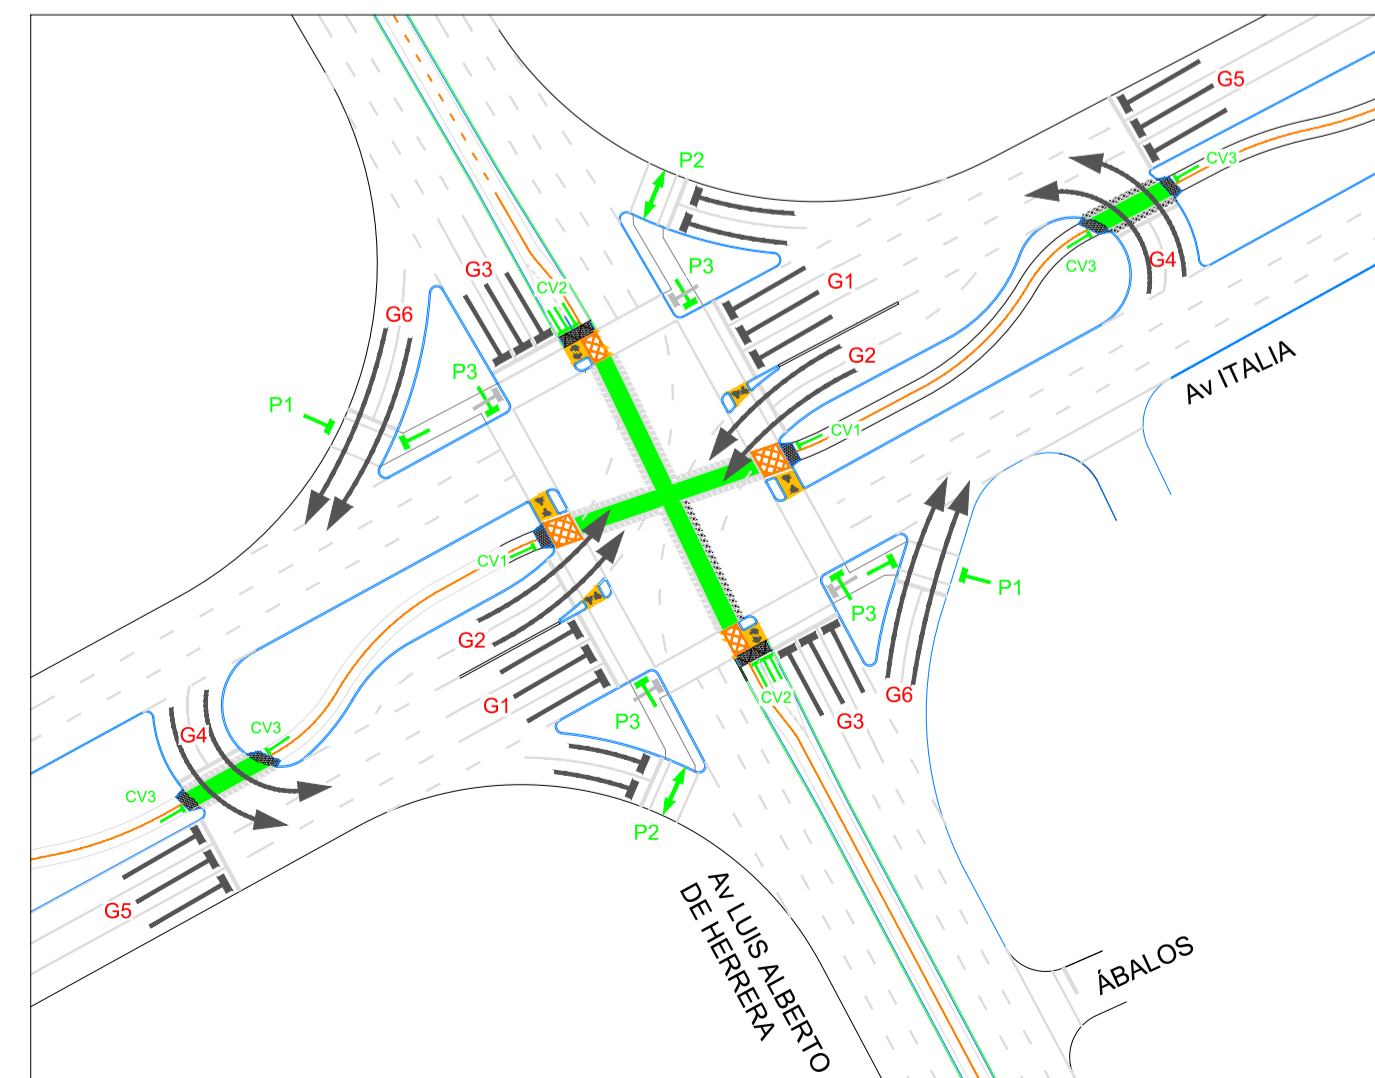 G5
P2
CV3
G3
P3
CV3
G4
CV2
G1
G6
G2
P3
Av ITALIA
P1
CV1
CV1
P1
P3
G2
CV2
G6
G1
P3
G3
CV3
G4
CV3
P2
G5
Av LUIS ALBERTO
DE HERRERA
ÁBALOS